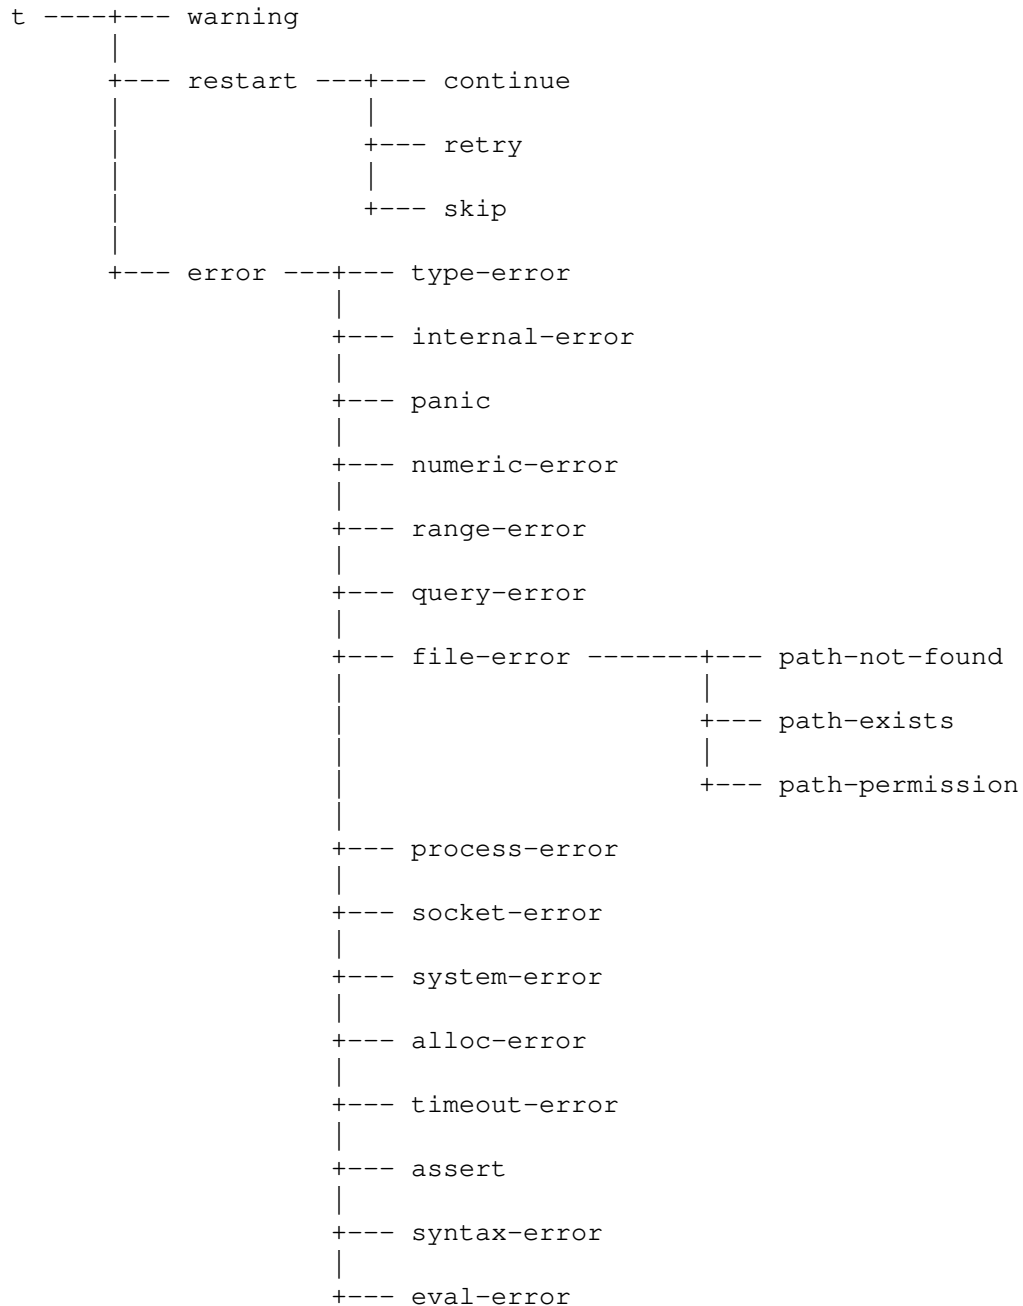 t ----+--- warning
      |
      +--- restart ---+--- continue
      |               |
      |               +--- retry
      |               |
      |               +--- skip
      |
      +--- error ---+--- type-error
                    |
                    +--- internal-error
                    |
                    +--- panic
                    |
                    +--- numeric-error
                    |
                    +--- range-error
                    |
                    +--- query-error
                    |
                    +--- file-error -------+--- path-not-found
                    |                      |
                    |                      +--- path-exists
                    |                      |
                    |                      +--- path-permission
                    |
                    +--- process-error
                    |
                    +--- socket-error
                    |
                    +--- system-error
                    |
                    +--- alloc-error
                    |
                    +--- timeout-error
                    |
                    +--- assert
                    |
                    +--- syntax-error
                    |
                    +--- eval-error